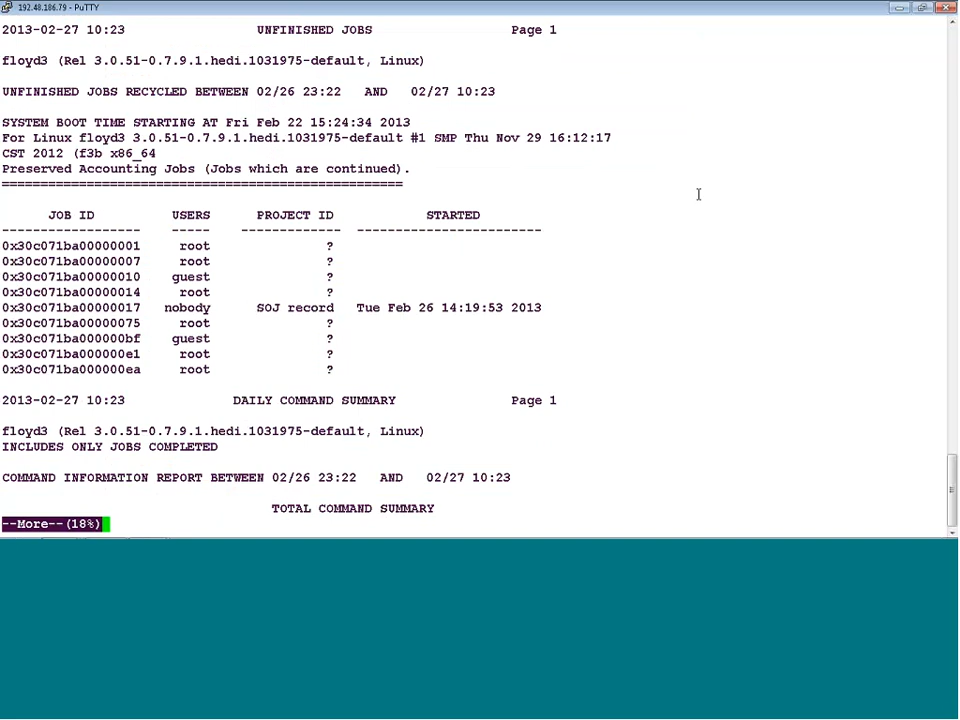 192.48.186.79 - PuTTY
2013-02-27 10:23 UNFINISHED JOBS Page 1
floyd3 (Rel 3.0.51-0.7.9.1.hedi.1031975-default, Linux)
UNFINISHED JOBS RECYCLED BETWEEN 02/26 23:22 AND 02/27 10:23
SYSTEM BOOT TIME STARTING AT Fri Feb 22 15:24:34 2013
For Linux floyd3 3.0.51-0.7.9.1.hedi.1031975-default #1 SMP Thu Nov 29 16:12:17
CST 2012 (f3b x86_64
Preserved Accounting Jobs (Jobs which are continued).
====================================================
JOB ID USERS PROJECT ID STARTED
------------------ ----- ------------- ------------------------
0x30c071ba00000001 root ?
0x30c071ba00000007 root ?
0x30c071ba00000010 guest ?
0x30c071ba00000014 root ?
0x30c071ba00000017 nobody SOJ record Tue Feb 26 14:19:53 2013
0x30c071ba00000075 root ?
0x30c071ba000000bf guest ?
0x30c071ba000000e1 root ?
0x30c071ba000000ea root ?
2013-02-27 10:23 DAILY COMMAND SUMMARY Page 1
floyd3 (Rel 3.0.51-0.7.9.1.hedi.1031975-default, Linux)
INCLUDES ONLY JOBS COMPLETED
COMMAND INFORMATION REPORT BETWEEN 02/26 23:22 AND 02/27 10:23
TOTAL COMMAND SUMMARY
--More--(18%)